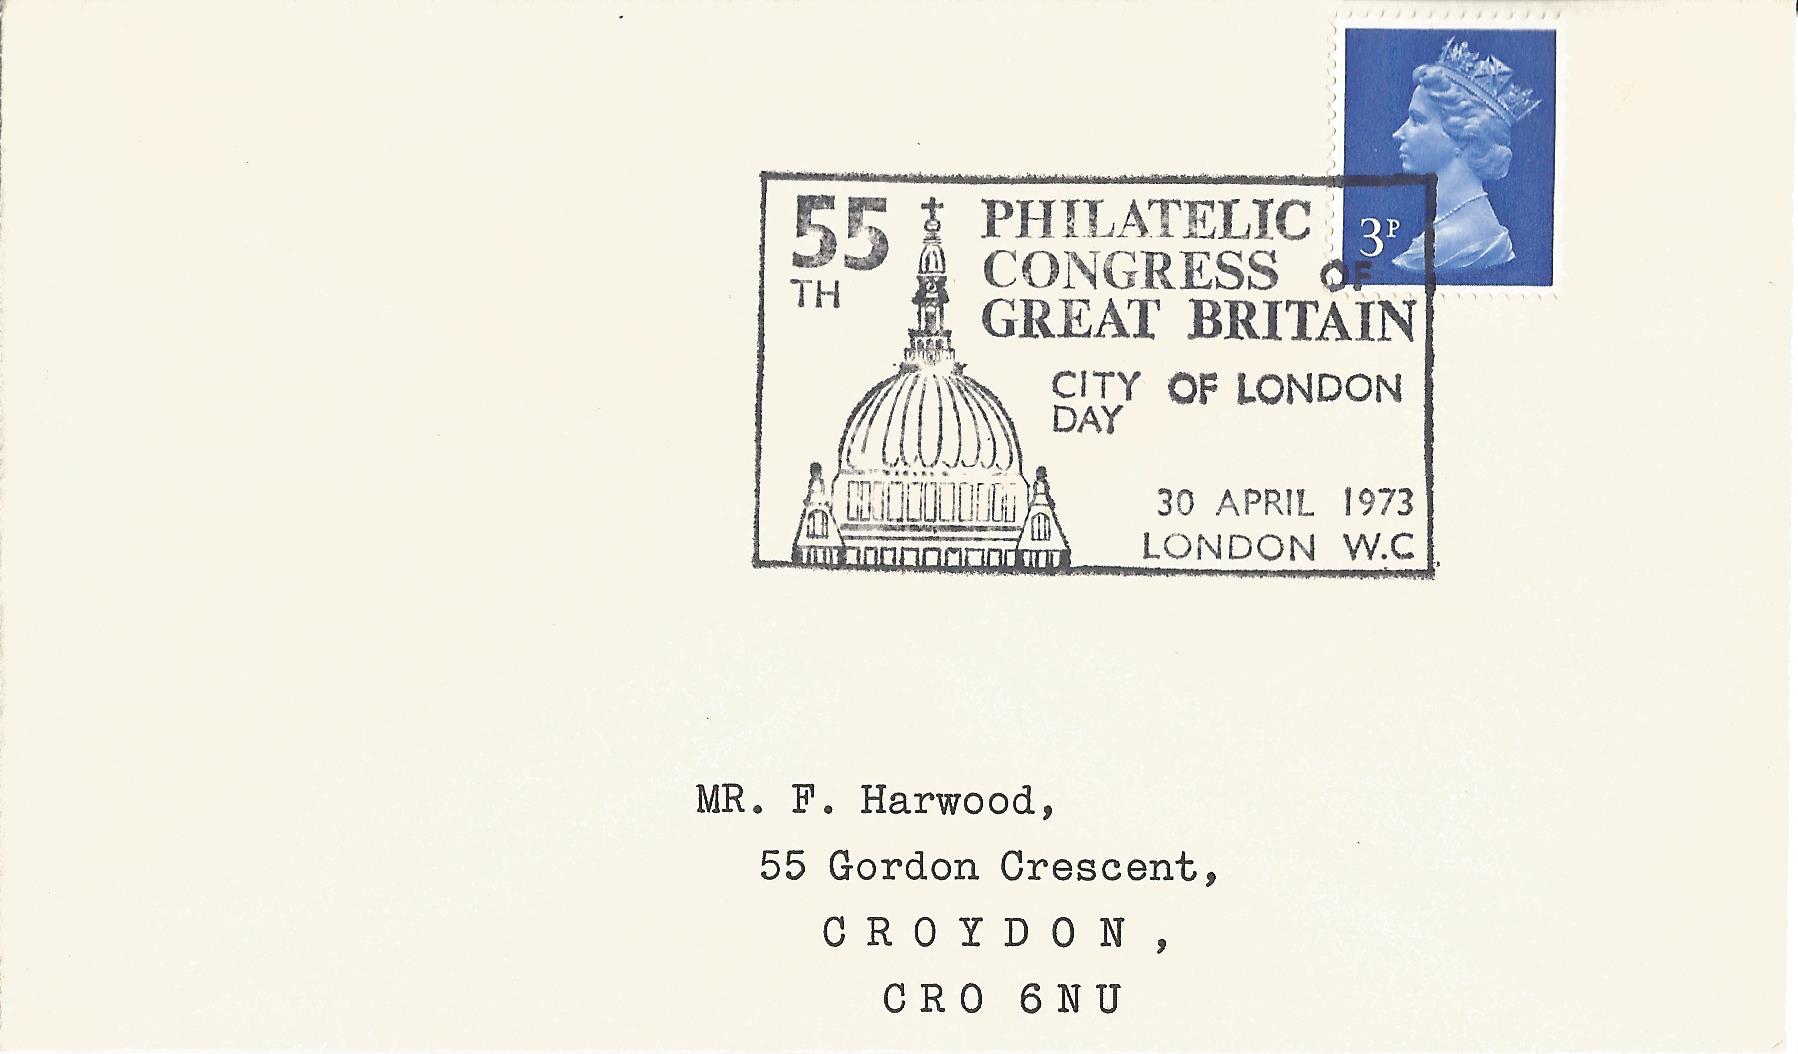 3P
55
TH
PHILATELIC
CONGRESS OF
GREAT BRITAIN
CITY OF LONDON
DAY
30 APRIL 1973
LONDON W.C
MR. F. Harwood,
55 Gordon Crescent,
CROYDON,
CRO 6NU